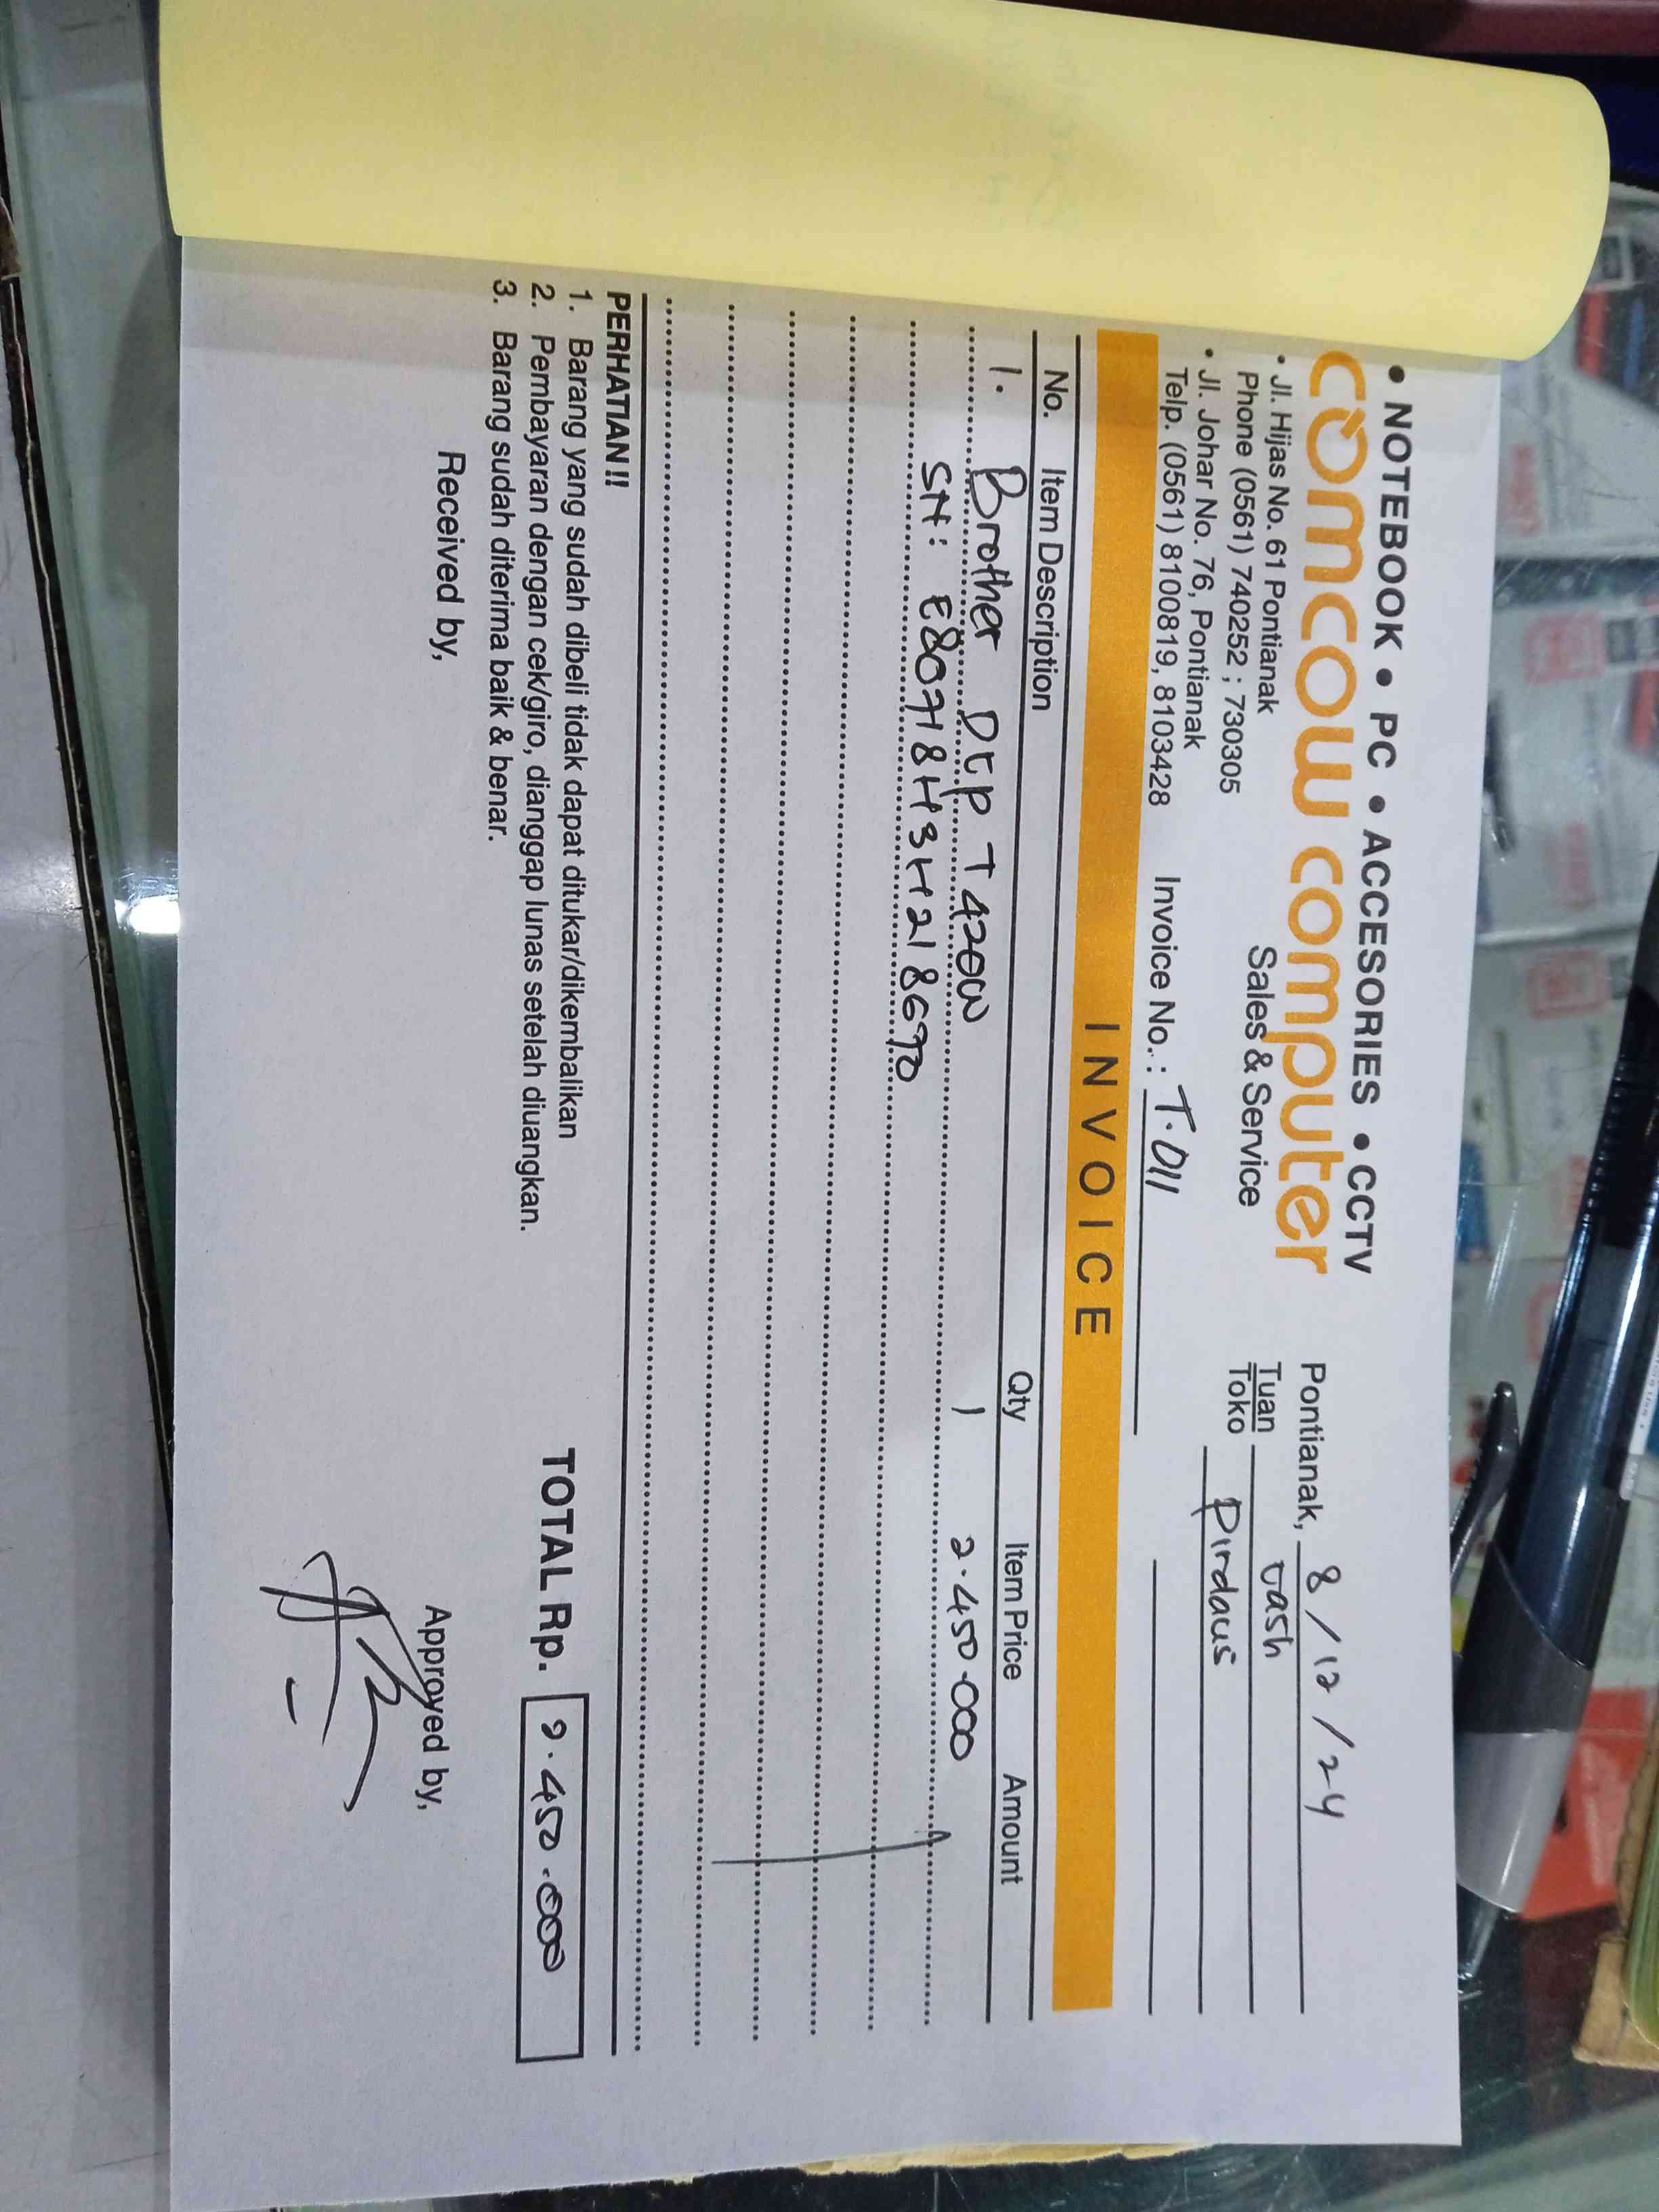 • NOTEBOOK • PC • ACCESORIES • CCTV
comcow computer
• Jl. Hijas No. 61 Pontianak
Phone (0561) 740252 ; 730305
• Jl. Johar No. 76, Pontianak
Telp. (0561) 8100819, 8103428
Sales & Service
Invoice No. : T.011
Pontianak, 8/12/24
Tuan Cash
Toko Pirdaus
INVOICE
No. Item Description Qty Item Price Amount
1. Brother Dcp T420W 1 2.450.000
SN: E80718H3H218690
PERHATIAN !!
1. Barang yang sudah dibeli tidak dapat ditukar/dikembalikan
2. Pembayaran dengan cek/giro, dianggap lunas setelah diuangkan.
3. Barang sudah diterima baik & benar.
TOTAL Rp. 2.450.000
Received by,
Approved by,